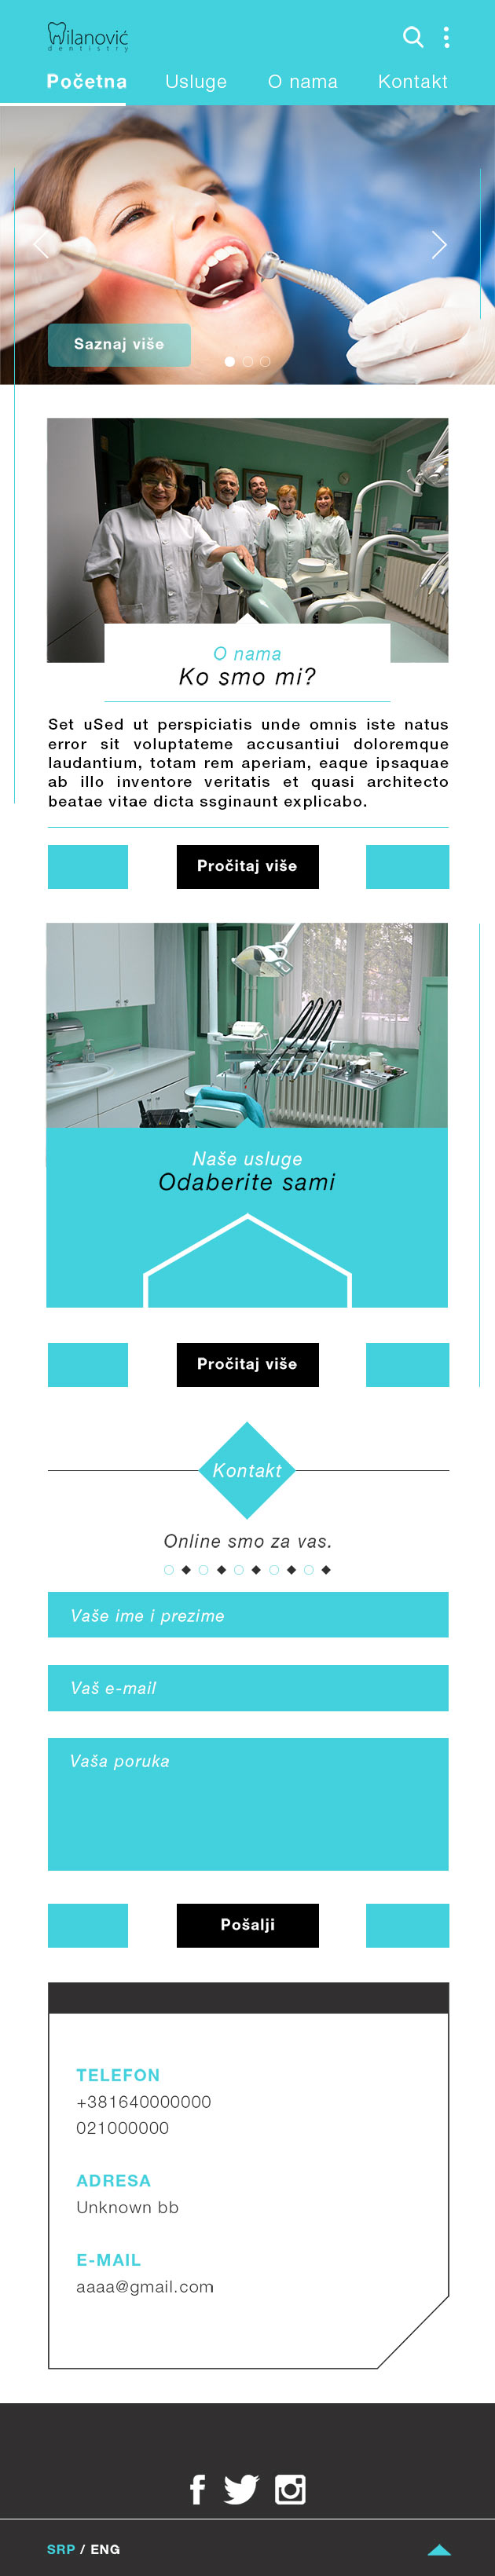 Milanović
dentistry
Početna Usluge O nama Kontakt
Saznaj više
O nama
Ko smo mi?
Set uSed ut perspiciatis unde omnis iste natus
error sit voluptateme accusantiui doloremque
laudantium, totam rem aperiam, eaque ipsaquae
ab illo inventore veritatis et quasi architecto
beatae vitae dicta ssginaunt explicabo.
Pročitaj više
Naše usluge
Odaberite sami
Pročitaj više
Kontakt
Online smo za vas.
Vaše ime i prezime
Vaš e-mail
Vaša poruka
Pošalji
TELEFON
+381640000000
021000000
ADRESA
Unknown bb
E-MAIL
aaaa@gmail.com
SRP / ENG